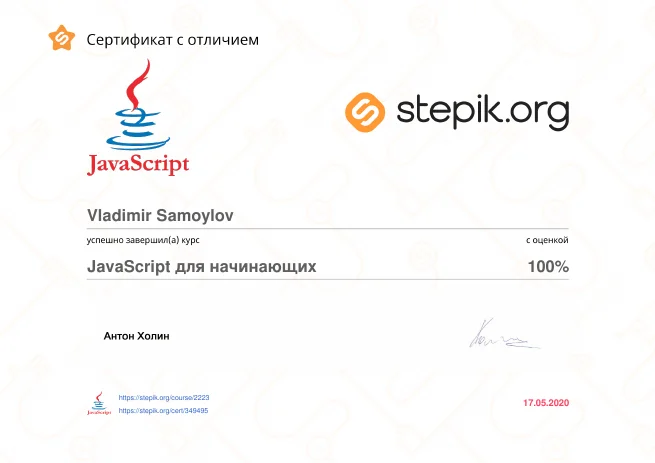 Сертификат с отличием
JavaScript
stepik.org
Vladimir Samoylov
успешно завершил(а) курс
с оценкой
JavaScript для начинающих
100%
Антон Холин
JavaScript
https://stepik.org/course/2223
https://stepik.org/cert/349495
17.05.2020